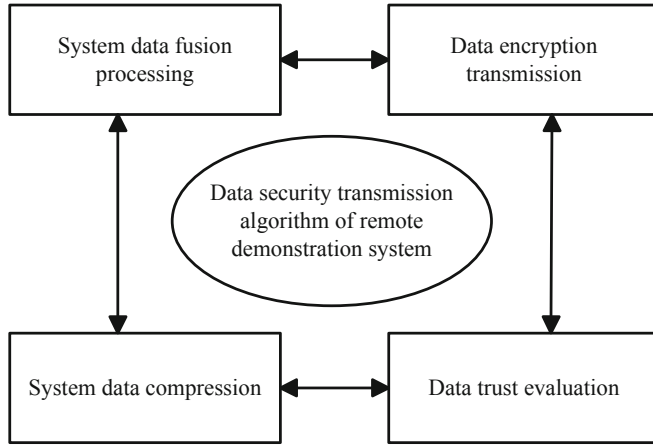 System data fusion
processing
Data encryption
transmission
Data security transmission
algorithm of remote
demonstration system
System data compression
Data trust evaluation